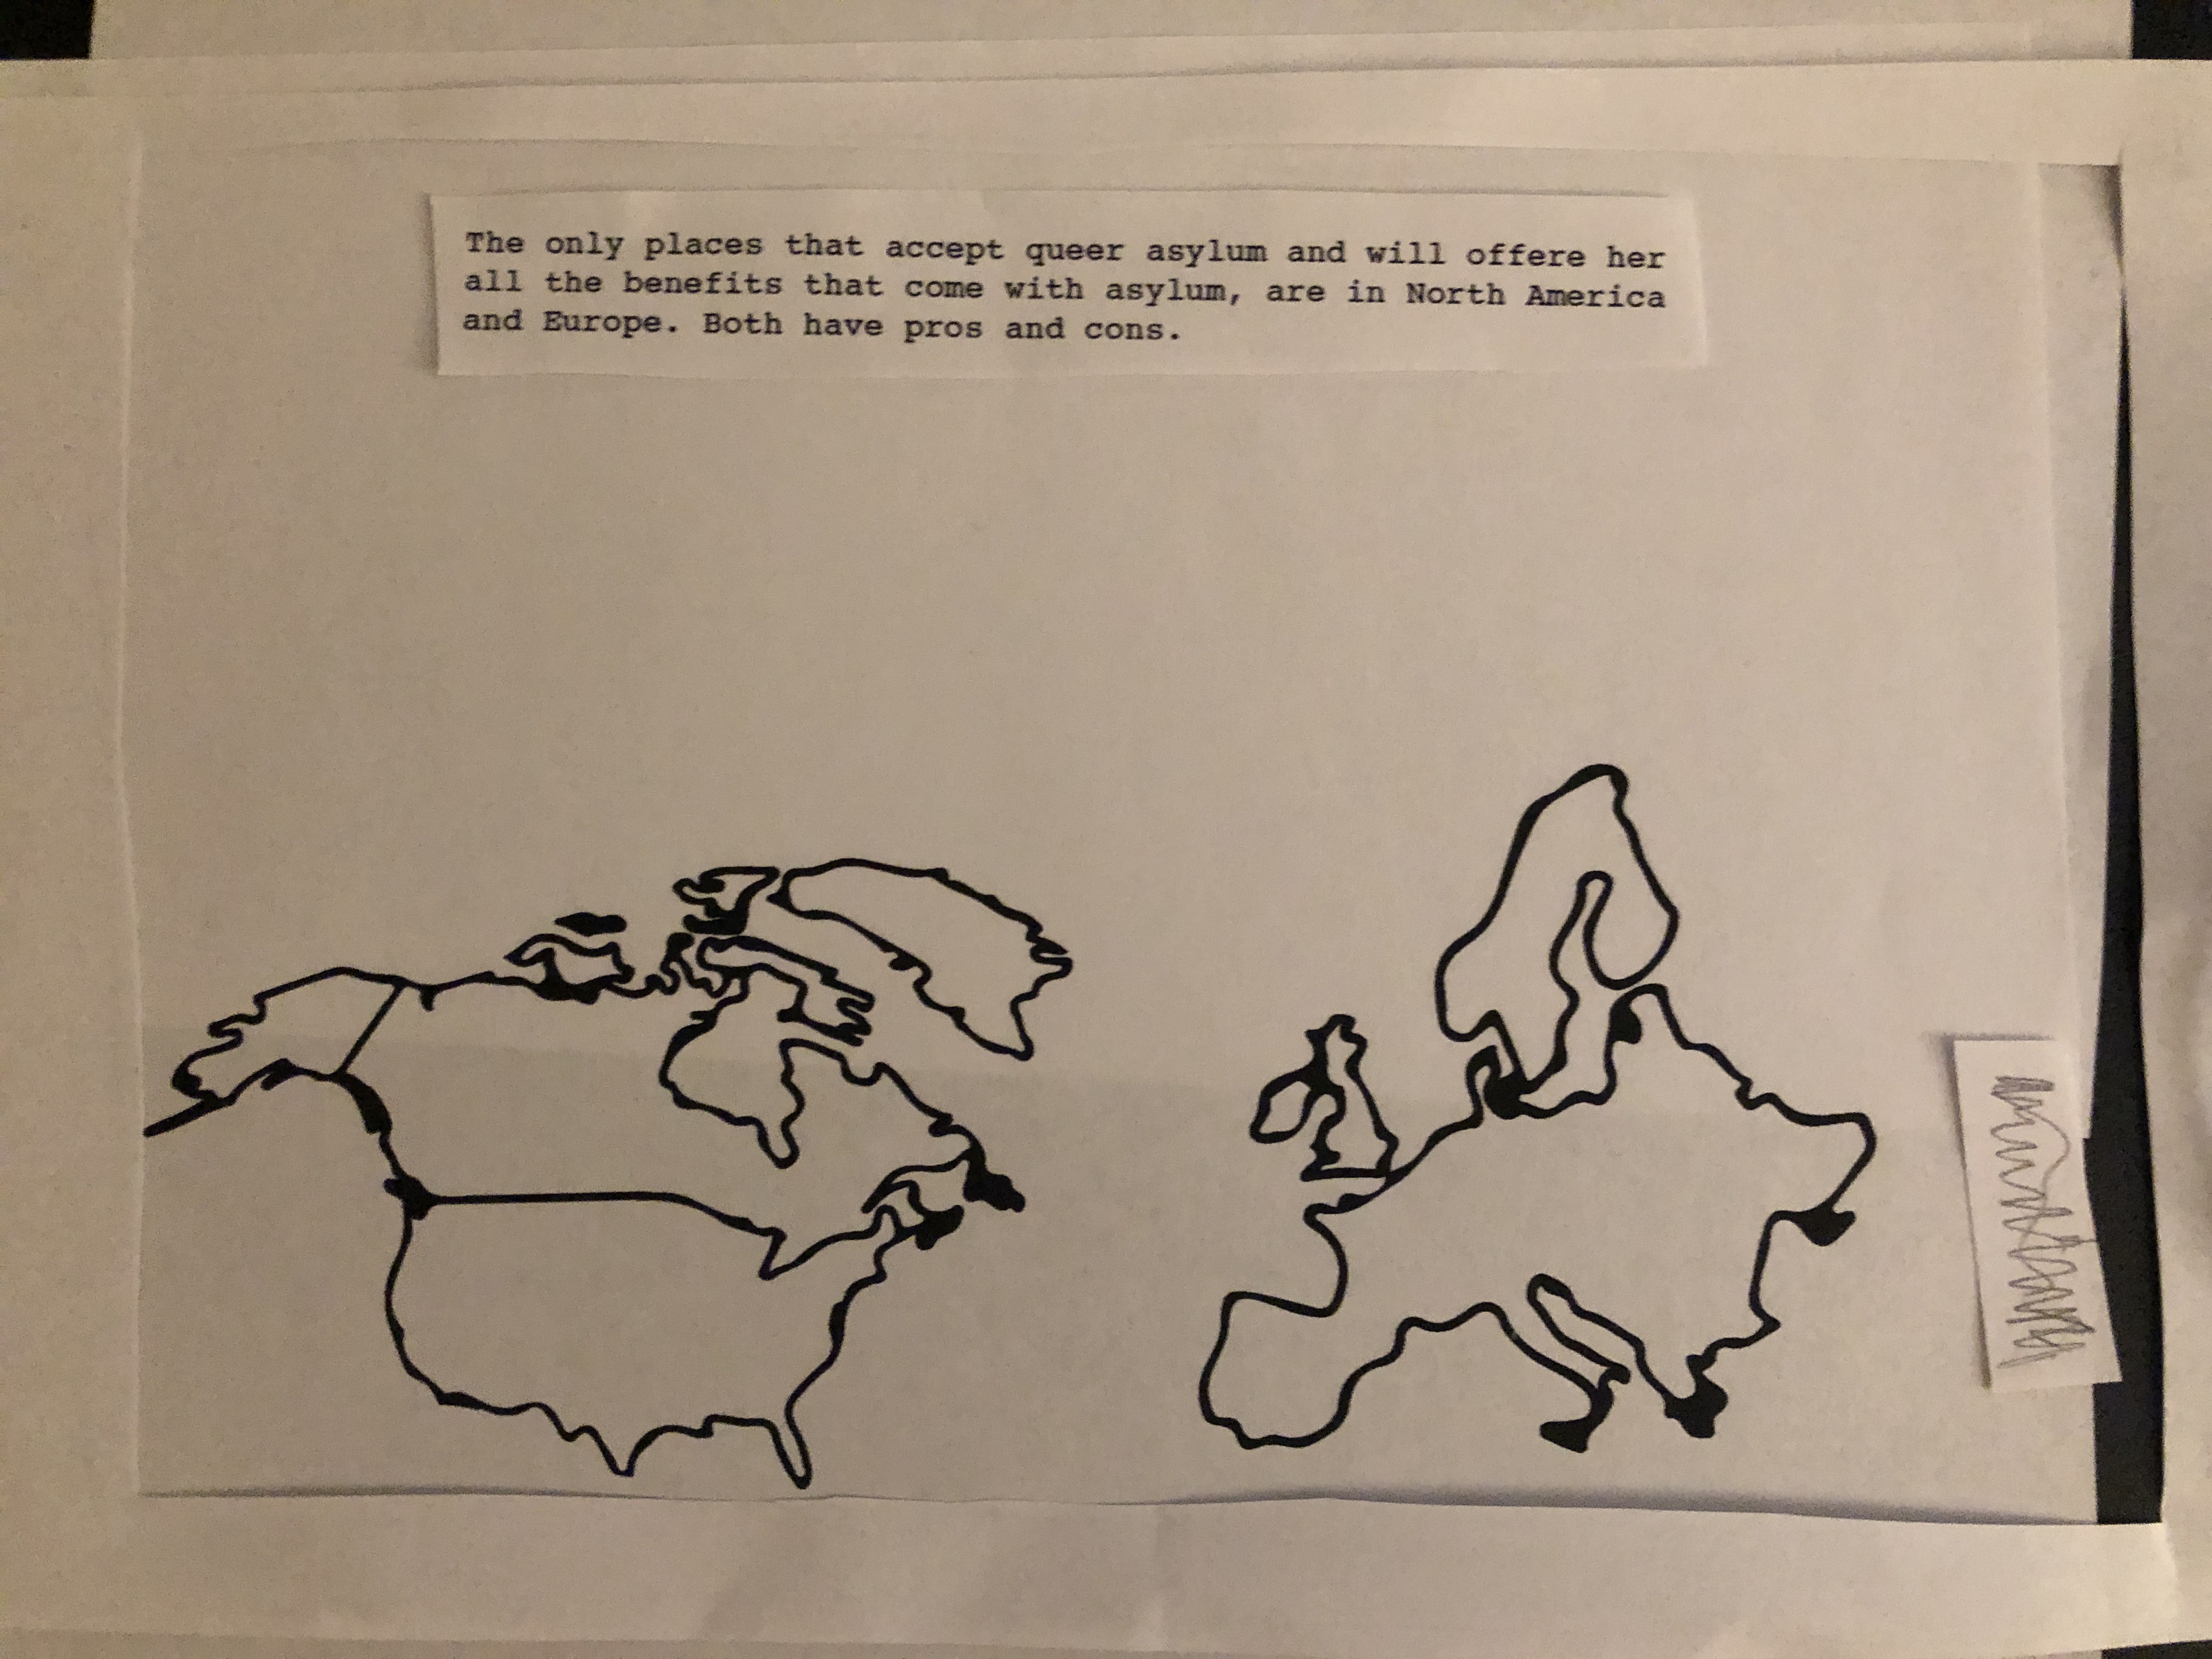 The only places that accept queer asylum and will offere her
all the benefits that come with asylum, are in North America
and Europe. Both have pros and cons.